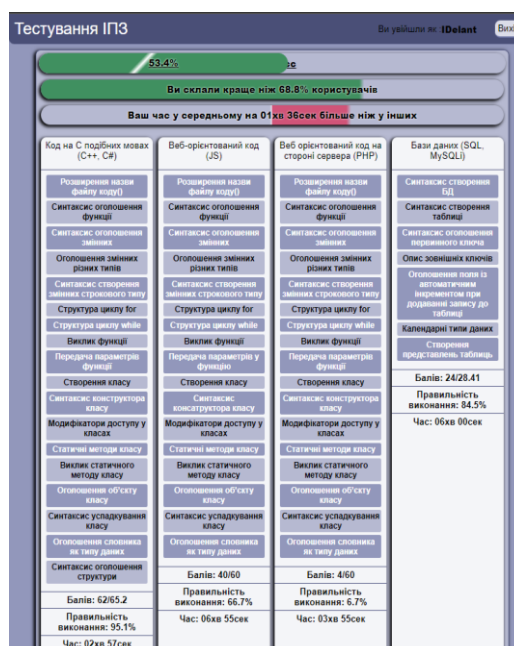 Тестування ІПЗ
Ви увійшли як :IDelant
53.4%
Ви склали краще ніж 68.8% користувачів
Ваш час у середньому на 01хв 36сек більше ніж у інших
Код на С подібних мовах
(C++, C#)
Розширення назви
файлу коду()
Синтаксис оголошення
функції
Синтаксис оголошення
змінних
Оголошення змінних
різних типів
Синтаксис створення
змінних строкового типу
Структура циклу for
Структура циклу while
Виклик функції
Передача параметрів
функції
Створення класу
Синтаксис конструктора
класу
Модифікатори доступу у
класах
Статичні методи класу
Виклик статичного
методу класу
Оголошення об'єкту
класу
Синтаксис успадкування
класу
Оголошення словника
як типу даних
Синтаксис оголошення
структури
Балів: 62/65.2
Правильність
виконання: 95.1%
Час: 02хв 57сек
Веб-орієнтований код
(JS)
Розширення назви
файлу коду()
Синтаксис оголошення
функції
Синтаксис оголошення
змінних
Оголошення змінних
різних типів
Синтаксис створення
змінних строкового типу
Структура циклу for
Структура циклу while
Виклик функції
Передача параметрів у
функцію
Створення класу
Синтаксис
консатруктора класу
Модифікатори доступу у
класах
Статичні методи класу
Виклик статичного
методу класу
Оголошення об'єкту
класу
Синтаксис успадкування
класу
Оголошення словника
як типу даних
Балів: 40/60
Правильність
виконання: 66.7%
Час: 06хв 55сек
Веб орієнтований код на
стороні сервера (PHP)
Розширення назви
файлу коду()
Синтаксис оголошення
функції
Синтаксис оголошення
змінних
Оголошення змінних
різних типів
Синтаксис створення
змінних строкового типу
Структура циклу for
Структура циклу while
Виклик функції
Передача параметрів
функції
Створення класу
Синтаксис конструктора
класу
Модифікатори доступу у
класах
Статичні методи класу
Виклик статичного
методу класу
Оголошення об'єкту
класу
Синтаксис успадкування
класу
Оголошення словника
як типу даних
Балів: 4/60
Правильність
виконання: 6.7%
Час: 03хв 55сек
Бази даних (SQL,
MySQLi)
Синтаксис створення
БД
Синтаксис створення
таблиці
Синтаксис оголошення
первинного ключа
Опис зовнішніх ключів
Оголошення поля із
автоматичним
інкрементом при
додаванні запису до
таблиці
Календарні типи даних
Створення
представлень таблиць
Балів: 24/28.41
Правильність
виконання: 84.5%
Час: 06хв 00сек